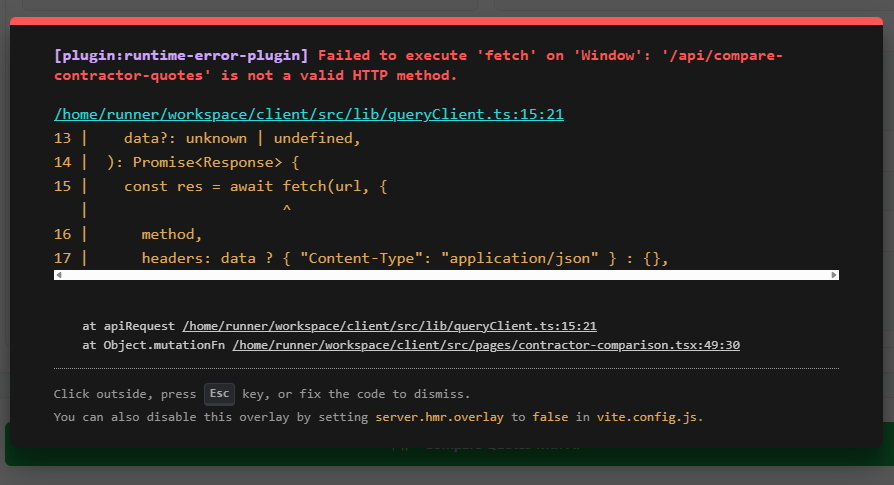 [plugin:runtime-error-plugin] Failed to execute 'fetch' on 'Window': '/api/compare-
contractor-quotes' is not a valid HTTP method.
/home/runner/workspace/client/src/lib/queryClient.ts:15:21
13 |    data?: unknown | undefined,
14 |  ): Promise<Response> {
15 |    const res = await fetch(url, {
   |                      ^
16 |      method,
17 |      headers: data ? { "Content-Type": "application/json" } : {},
at apiRequest /home/runner/workspace/client/src/lib/queryClient.ts:15:21
at Object.mutationFn /home/runner/workspace/client/src/pages/contractor-comparison.tsx:49:30
Click outside, press Esc key, or fix the code to dismiss.
You can also disable this overlay by setting server.hmr.overlay to false in vite.config.js.